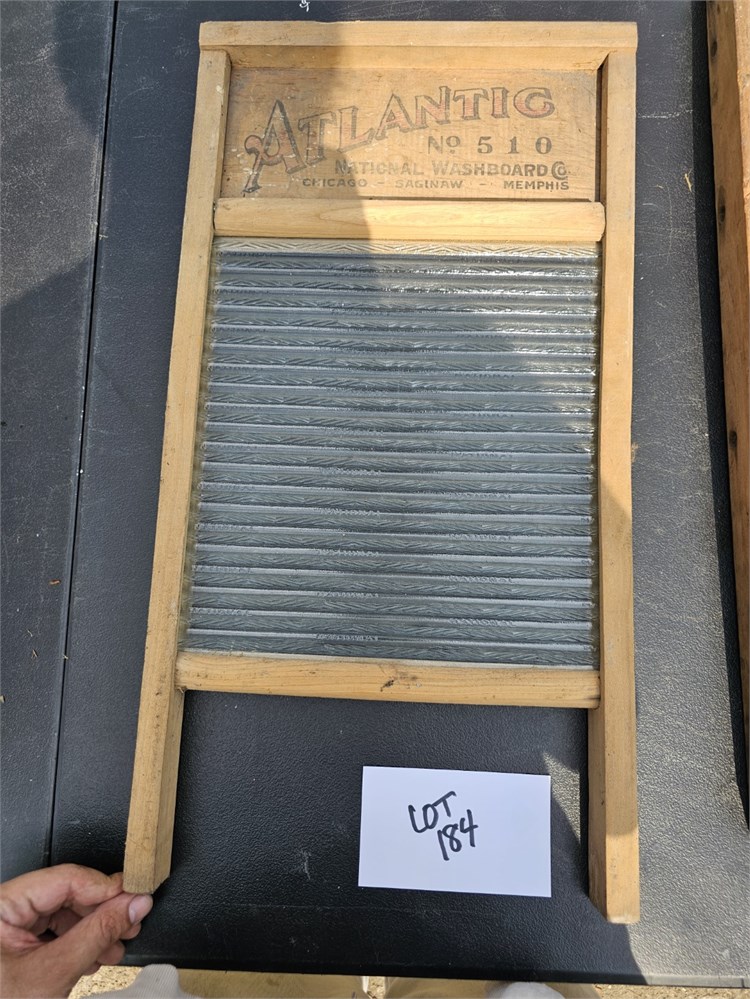 ATLANTIC
No 510
NATIONAL WASHBOARD Co
CHICAGO - SAGINAW - MEMPHIS
LOT
184